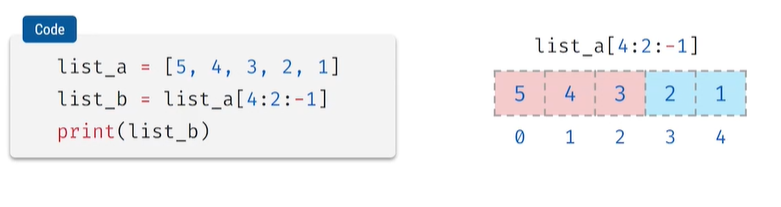 Code
list_a = [5, 4, 3, 2, 1]
list_b = list_a[4:2:-1]
print(list_b)
list_a[4:2:-1]
5 4 3 2 1
0 1 2 3 4